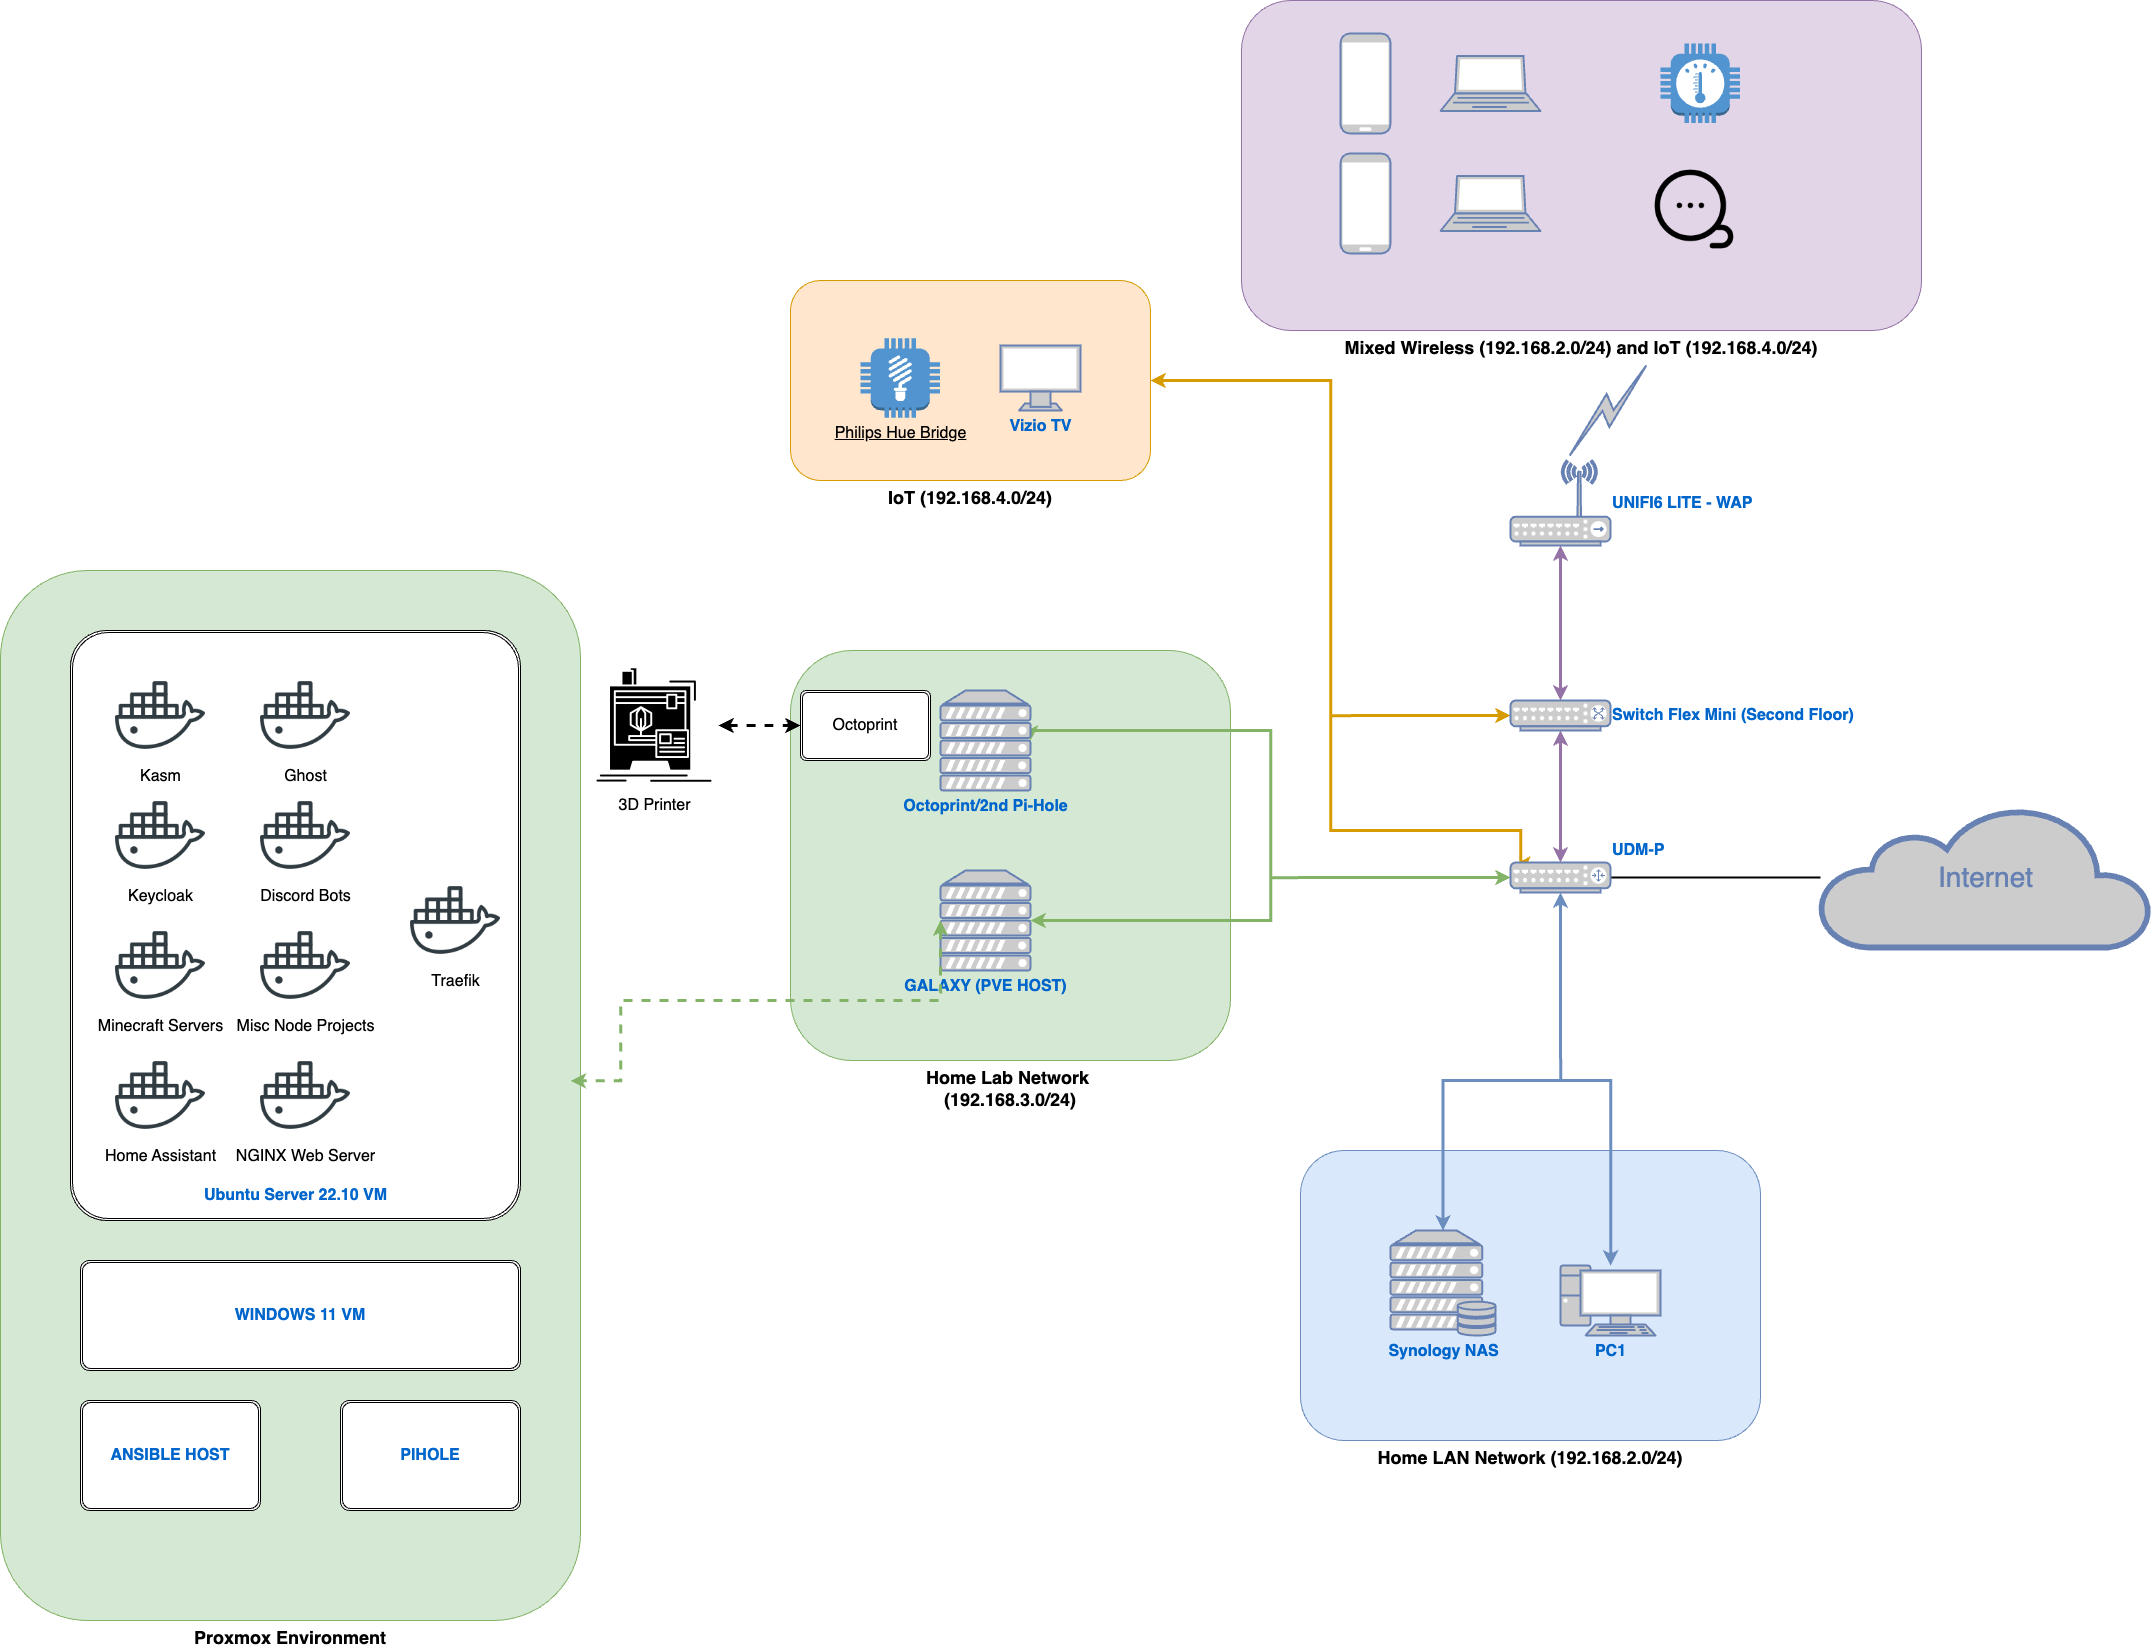 Mixed Wireless (192.168.2.0/24) and IoT (192.168.4.0/24)
Philips Hue Bridge
Vizio TV
IoT (192.168.4.0/24)
UNIFI6 LITE - WAP
Switch Flex Mini (Second Floor)
UDM-P
Internet
3D Printer
Octoprint
Octoprint/2nd Pi-Hole
GALAXY (PVE HOST)
Home Lab Network
(192.168.3.0/24)
Kasm
Ghost
Keycloak
Discord Bots
Traefik
Minecraft Servers
Misc Node Projects
Home Assistant
NGINX Web Server
Ubuntu Server 22.10 VM
WINDOWS 11 VM
ANSIBLE HOST
PIHOLE
Proxmox Environment
Synology NAS
PC1
Home LAN Network (192.168.2.0/24)